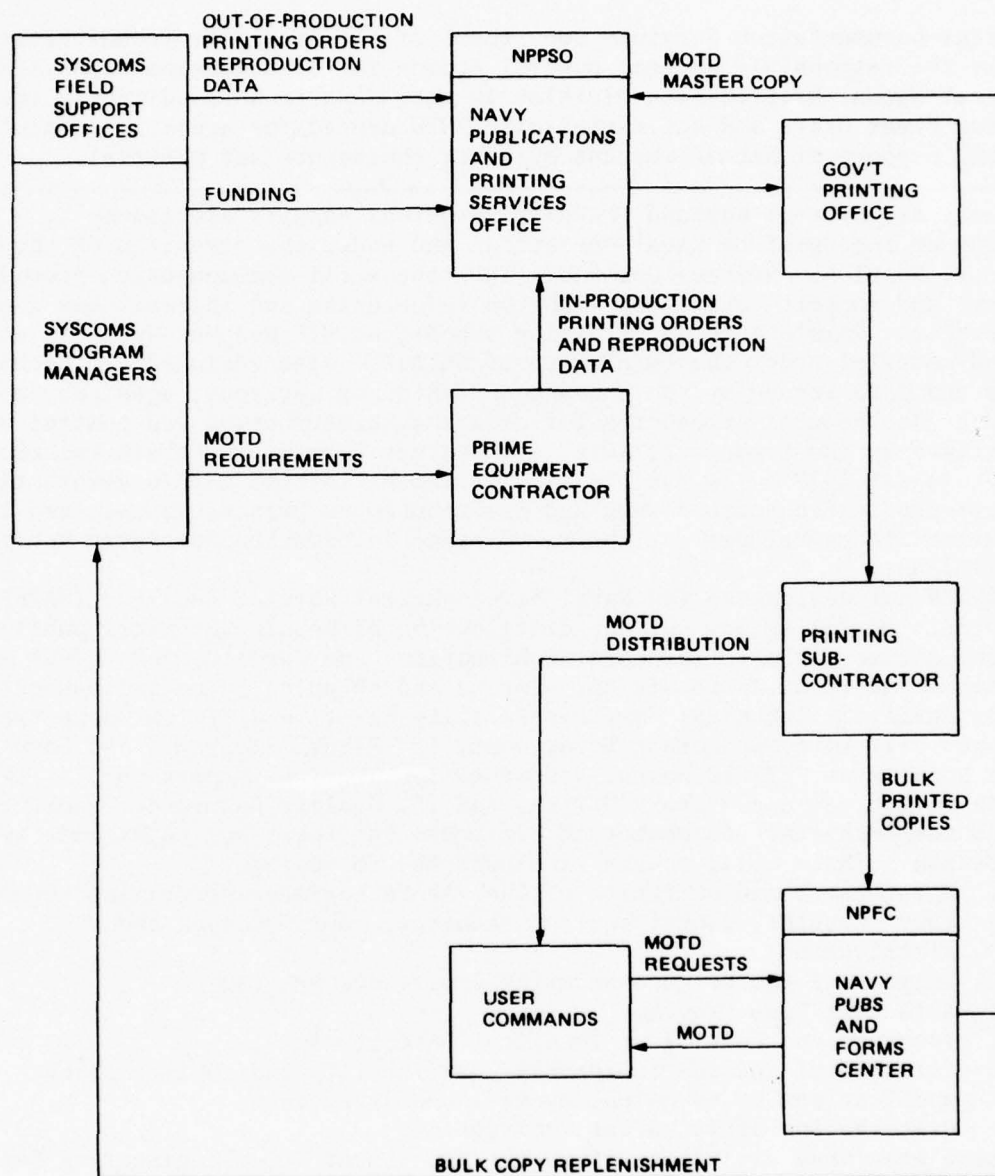 OUT-OF-PRODUCTION
PRINTING ORDERS
REPRODUCTION
DATA
SYSCOMS
FIELD
SUPPORT
OFFICES
NPPSO
MOTD
MASTER COPY
NAVY
PUBLICATIONS
AND
PRINTING
SERVICES
OFFICE
GOV'T
PRINTING
OFFICE
FUNDING
SYSCOMS
PROGRAM
MANAGERS
IN-PRODUCTION
PRINTING ORDERS
AND REPRODUCTION
DATA
MOTD
REQUIREMENTS
PRIME
EQUIPMENT
CONTRACTOR
MOTD
DISTRIBUTION
PRINTING
SUB-
CONTRACTOR
BULK
PRINTED
COPIES
NPFC
MOTD
REQUESTS
USER
COMMANDS
NAVY
PUBS
AND
FORMS
CENTER
MOTD
BULK COPY REPLENISHMENT